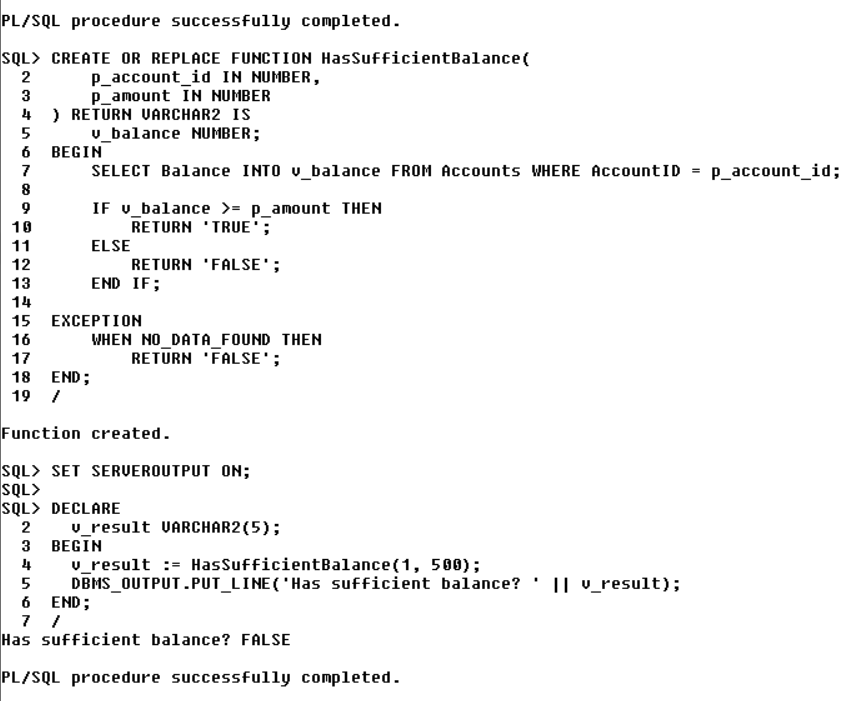 PL/SQL procedure successfully completed.
SQL> CREATE OR REPLACE FUNCTION HasSufficientBalance(
  2      p_account_id IN NUMBER,
  3      p_amount IN NUMBER
  4  ) RETURN VARCHAR2 IS
  5      v_balance NUMBER;
  6  BEGIN
  7      SELECT Balance INTO v_balance FROM Accounts WHERE AccountID = p_account_id;
  8
  9      IF v_balance >= p_amount THEN
 10          RETURN 'TRUE';
 11      ELSE
 12          RETURN 'FALSE';
 13      END IF;
 14
 15  EXCEPTION
 16      WHEN NO_DATA_FOUND THEN
 17          RETURN 'FALSE';
 18  END;
 19  /
Function created.
SQL> SET SERVEROUTPUT ON;
SQL>
SQL> DECLARE
  2    v_result VARCHAR2(5);
  3  BEGIN
  4    v_result := HasSufficientBalance(1, 500);
  5    DBMS_OUTPUT.PUT_LINE('Has sufficient balance? ' || v_result);
  6  END;
  7  /
Has sufficient balance? FALSE
PL/SQL procedure successfully completed.